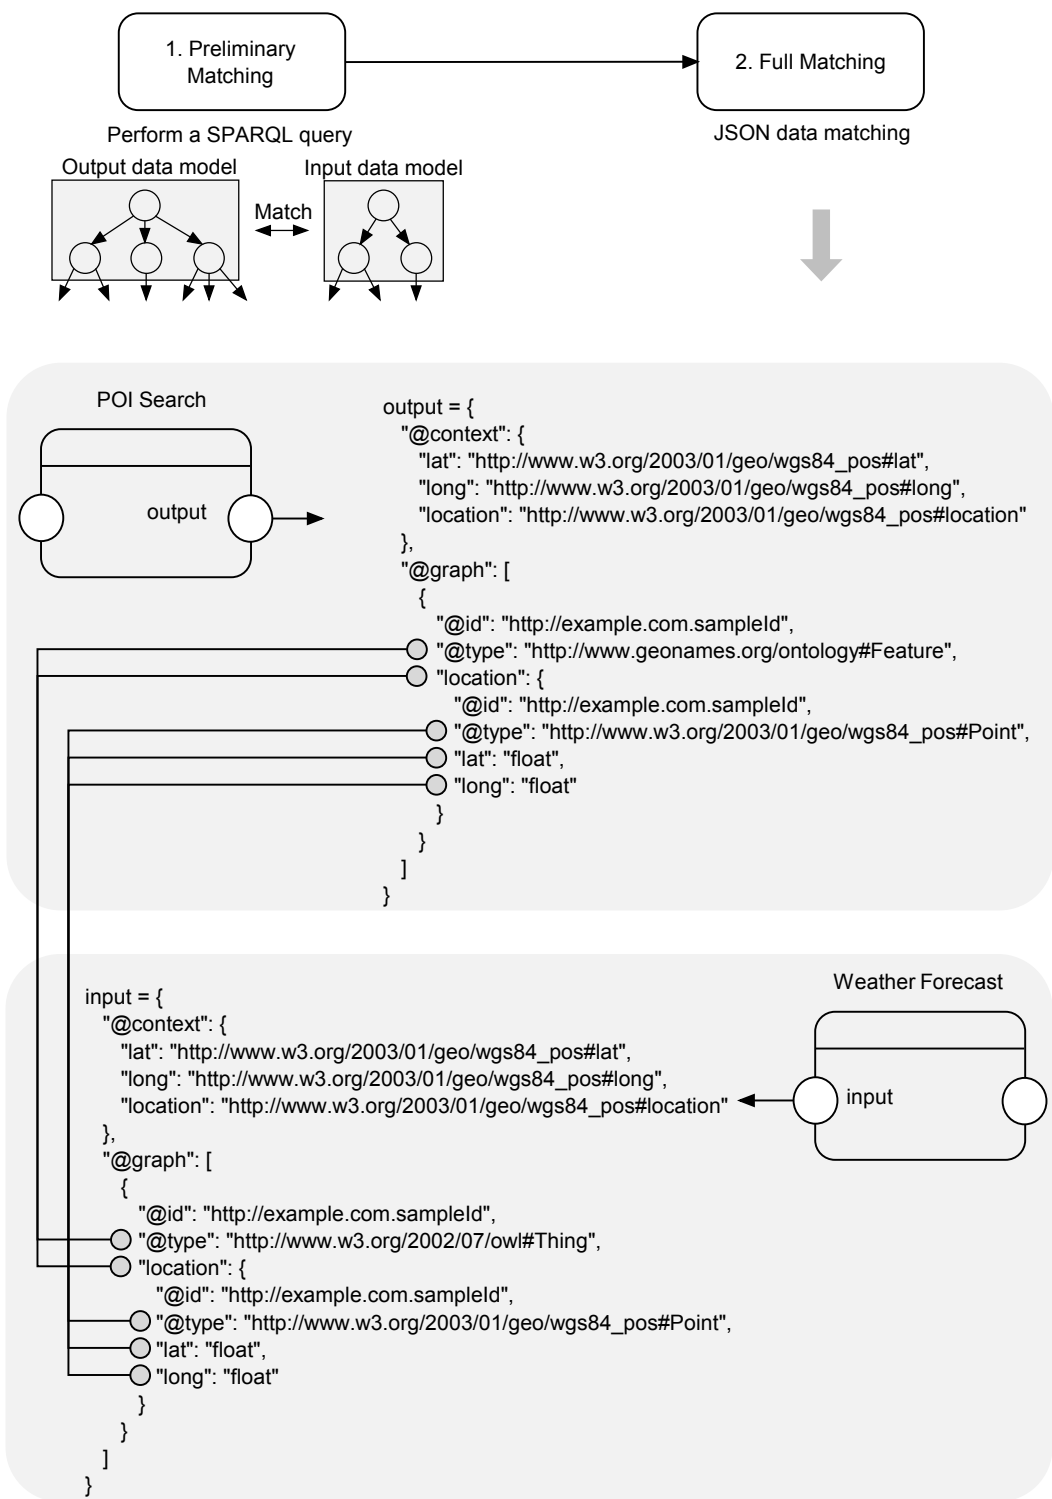 1. Preliminary
Matching
2. Full Matching
Perform a SPARQL query
JSON data matching
Output data model
Input data model
Match
POI Search
output
output = {
"@context": {
"lat": "http://www.w3.org/2003/01/geo/wgs84_pos#lat",
"long": "http://www.w3.org/2003/01/geo/wgs84_pos#long",
"location": "http://www.w3.org/2003/01/geo/wgs84_pos#location"
},
"@graph": [
{
"@id": "http://example.com.sampleId",
"@type": "http://www.geonames.org/ontology#Feature",
"location": {
"@id": "http://example.com.sampleId",
"@type": "http://www.w3.org/2003/01/geo/wgs84_pos#Point",
"lat": "float",
"long": "float"
}
}
]
}
Weather Forecast
input
input = {
"@context": {
"lat": "http://www.w3.org/2003/01/geo/wgs84_pos#lat",
"long": "http://www.w3.org/2003/01/geo/wgs84_pos#long",
"location": "http://www.w3.org/2003/01/geo/wgs84_pos#location"
},
"@graph": [
{
"@id": "http://example.com.sampleId",
"@type": "http://www.w3.org/2002/07/owl#Thing",
"location": {
"@id": "http://example.com.sampleId",
"@type": "http://www.w3.org/2003/01/geo/wgs84_pos#Point",
"lat": "float",
"long": "float"
}
}
]
}